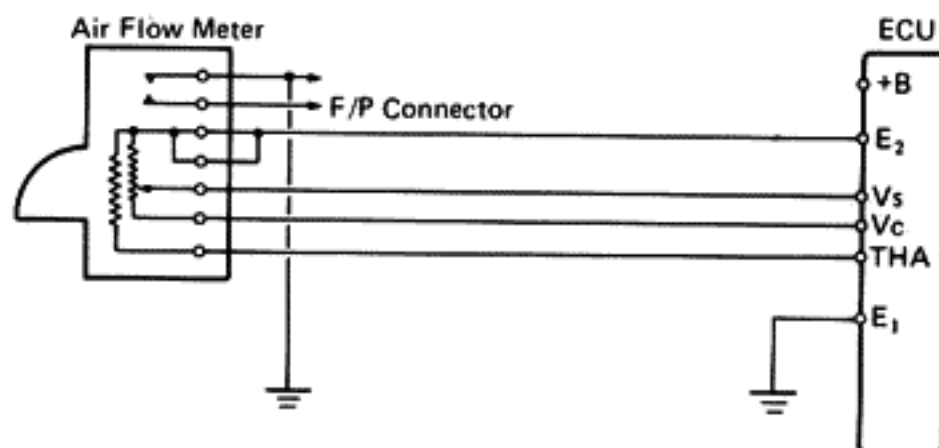 Air Flow Meter
ECU
+B
F/P Connector
E₂
Vs
Vc
THA
E₁